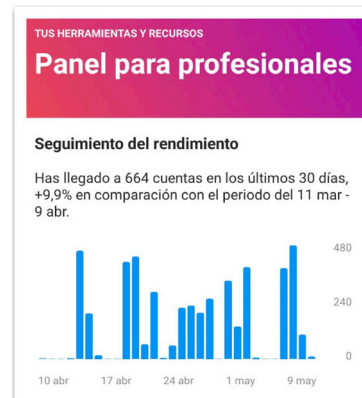 TUS HERRAMIENTAS Y RECURSOS
Panel para profesionales
Seguimiento del rendimiento
Has llegado a 664 cuentas en los últimos 30 días,
+9,9% en comparación con el periodo del 11 mar -
9 abr.
480
240
0
10 abr 17 abr 24 abr 1 may 9 may